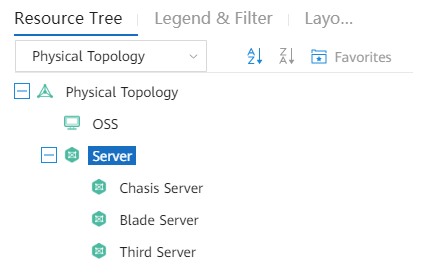 Resource Tree Legend & Filter Layo...
Physical Topology Favorites
Physical Topology
OSS
Server
Chasis Server
Blade Server
Third Server